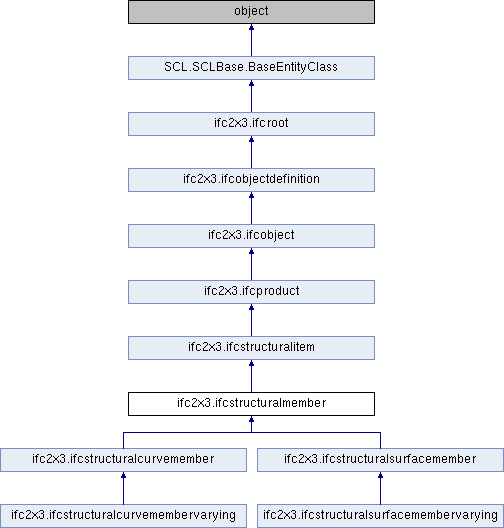 object
SCL.SCLBase.BaseEntityClass
ifc2x3.ifcroot
ifc2x3.ifcobjectdefinition
ifc2x3.ifcobject
ifc2x3.ifcproduct
ifc2x3.ifcstructuralitem
ifc2x3.ifcstructuralmember
ifc2x3.ifcstructuralcurvemember
ifc2x3.ifcstructuralsurfacemember
ifc2x3.ifcstructuralcurvemembervarying
ifc2x3.ifcstructuralsurfacemembervarying